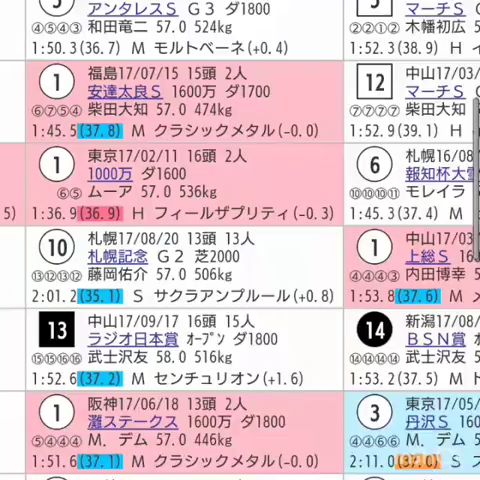 アンタレスS G3 ダ1800
④⑤④③ 和田竜二 57.0 524kg
1:50.3(36.7) M モルトベーネ(+0.4)
1 福島17/07/15 15頭 2人
安達太良S 1600万 ダ1700
⑥⑦⑤④ 柴田大知 57.0 474kg
1:45.5(37.8) M クラシックメタル(-0.0)
1 東京17/02/11 16頭 2人
1000万 ダ1600
⑥⑤ ムーア 57.0 536kg
5) 1:36.9(36.9) H フィールザプリティ(-0.3)
10 札幌17/08/20 13頭 13人
札幌記念 G2 芝2000
⑬⑫⑬⑫ 藤岡佑介 57.0 506kg
2:01.2(35.1) S サクラアンプルール(+0.8)
13 中山17/09/17 16頭 15人
ラジオ日本賞 オープン ダ1800
⑮⑮⑯⑯ 武士沢友 58.0 516kg
1:52.6(37.2) M センチュリオン(+1.6)
1 阪神17/06/18 13頭 2人
灘ステークス 1600万 ダ1800
⑤④④④ M.デム 57.0 446kg
1:51.6(37.1) M クラシックメタル(-0.0)
マーチS G
②②①② 木幡初広 5
1:52.3(38.9) H
12 中山17/03/
マーチS G
⑦⑦⑦⑦ 柴田大知
1:52.9(39.1) H
6 札幌16/08/
報知杯大雪
⑩⑩⑩⑪ モレイラ
1:45.3(37.4) M
1 中山17/03
上総S 16
④④④③ 内田博幸
1:53.8(37.6) M
14 新潟17/08/
BSN賞
⑭⑭⑭⑭ 武士沢友
1:53.2(37.5) M
3 東京17/05/
丹沢S 160
④④⑥⑥ M.デム 5
2:11.0(37.0) S